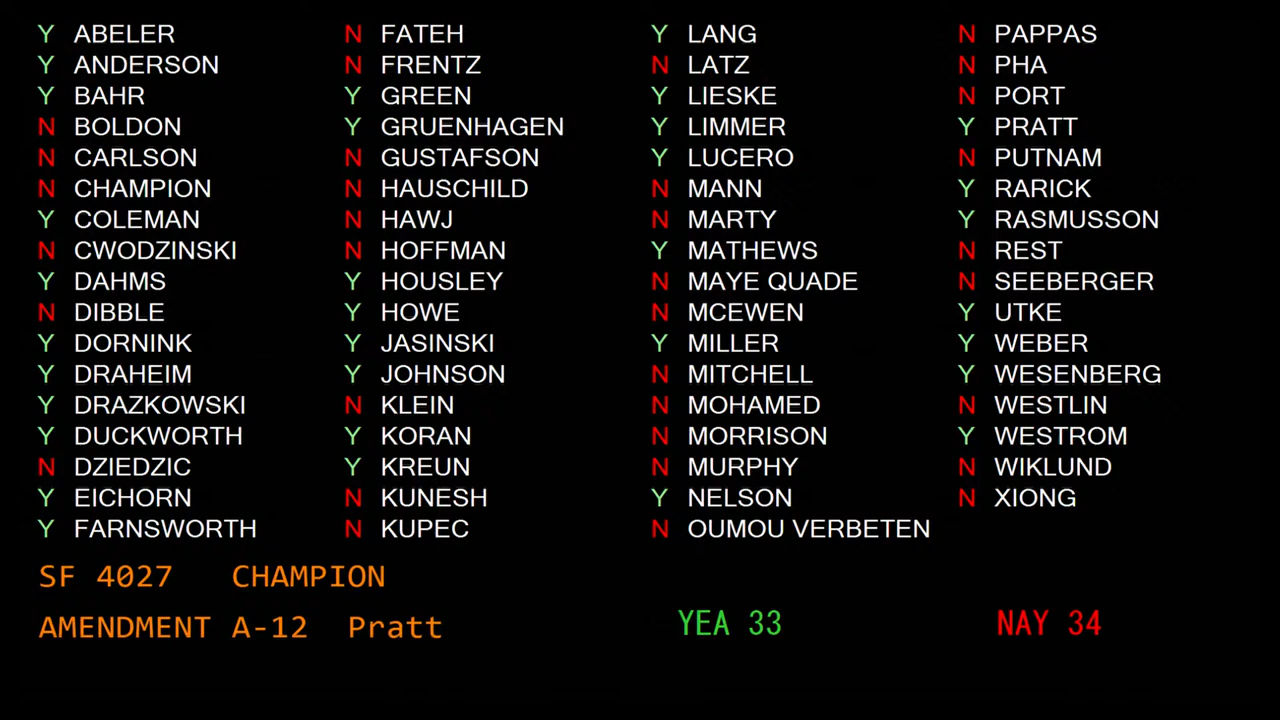 Y ABELER N FATEH Y LANG N PAPPAS
Y ANDERSON N FRENTZ N LATZ N PHA
Y BAHR Y GREEN Y LIESKE N PORT
N BOLDON Y GRUENHAGEN Y LIMMER Y PRATT
N CARLSON N GUSTAFSON Y LUCERO N PUTNAM
N CHAMPION N HAUSCHILD N MANN Y RARICK
Y COLEMAN N HAWJ N MARTY Y RASMUSSON
N CWODZINSKI N HOFFMAN Y MATHEWS N REST
Y DAHMS Y HOUSLEY N MAYE QUADE N SEEBERGER
N DIBBLE Y HOWE N MCEWEN Y UTKE
Y DORNINK Y JASINSKI Y MILLER Y WEBER
Y DRAHEIM Y JOHNSON N MITCHELL Y WESENBERG
Y DRAZKOWSKI N KLEIN N MOHAMED N WESTLIN
Y DUCKWORTH Y KORAN N MORRISON Y WESTROM
N DZIEDZIC Y KREUN N MURPHY N WIKLUND
Y EICHORN N KUNESH Y NELSON N XIONG
Y FARNSWORTH N KUPEC N OUMOU VERBETEN
SF 4027 CHAMPION
AMENDMENT A-12 Pratt YEA 33 NAY 34